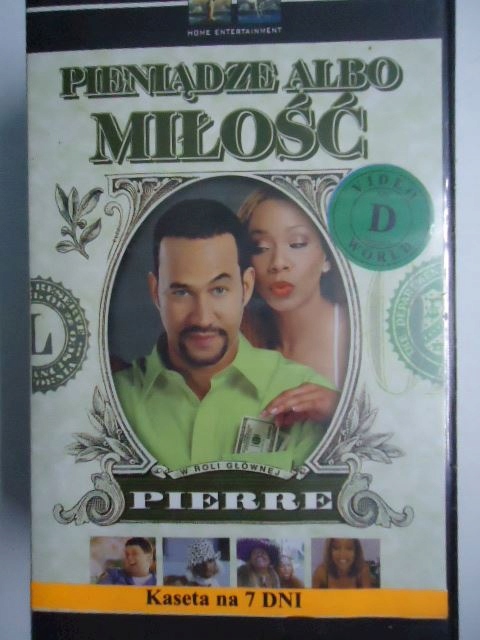 HOME ENTERTAINMENT
PIENIĄDZE ALBO
MIŁOŚĆ
VIDEO
D
WORLD
L
W ROLI GŁÓWNEJ
PIERRE
Kaseta na 7 DNI